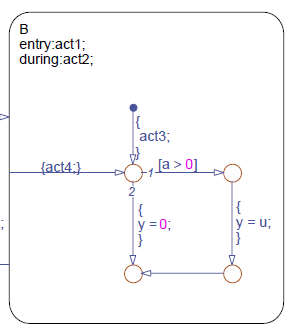 B
entry:act1;
during:act2;
{
act3;
}
{act4;}
1
[a > 0]
2
{
y = 0;
}
{
y = u;
}
;